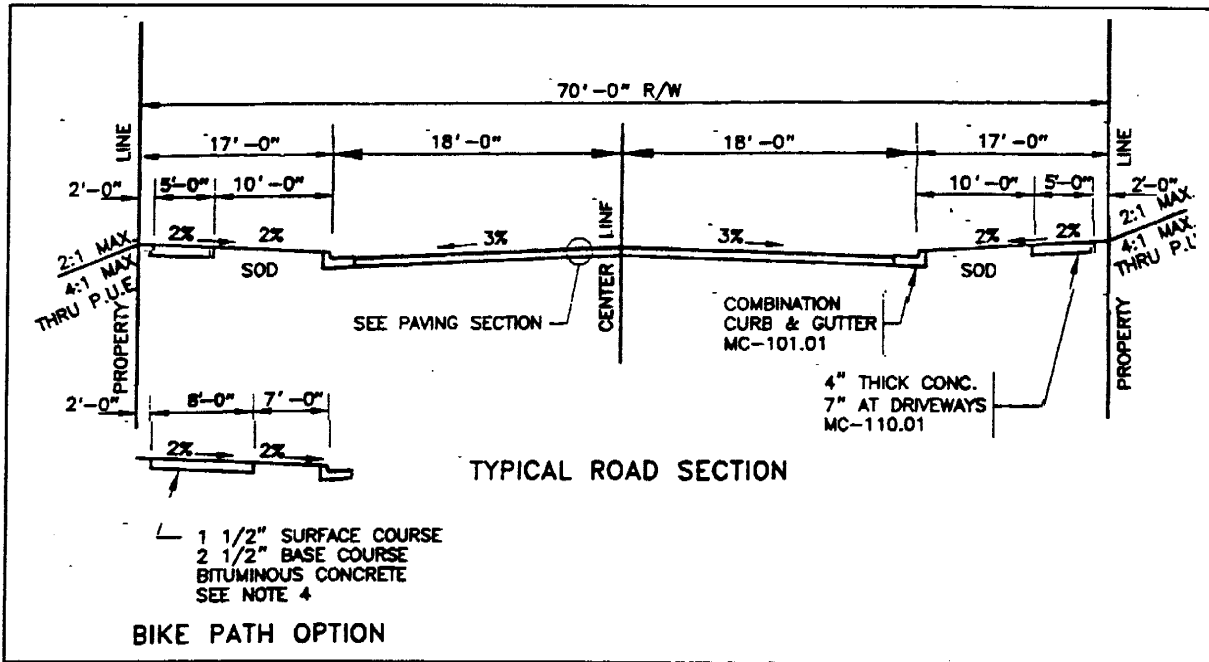 70'-0" R/W
17'-0" 18'-0" 18'-0" 17'-0"
LINE
LINE
2'-0" 5'-0" 10'-0" 10'-0" 5'-0" 2'-0"
2:1 MAX.
4:1 MAX
THRU P.U.E
2% 2% 3% 3% 2% 2%
2:1 MAX.
4:1 MAX
THRU P.U
SOD
SOD
CENTER LINE
SEE PAVING SECTION
COMBINATION
CURB & GUTTER
MC-101.01
PROPERTY
PROPERTY
4" THICK CONC.
7" AT DRIVEWAYS
MC-110.01
2'-0" 8'-0" 7'-0"
2% 2%
TYPICAL ROAD SECTION
1 1/2" SURFACE COURSE
2 1/2" BASE COURSE
BITUMINOUS CONCRETE
SEE NOTE 4
BIKE PATH OPTION